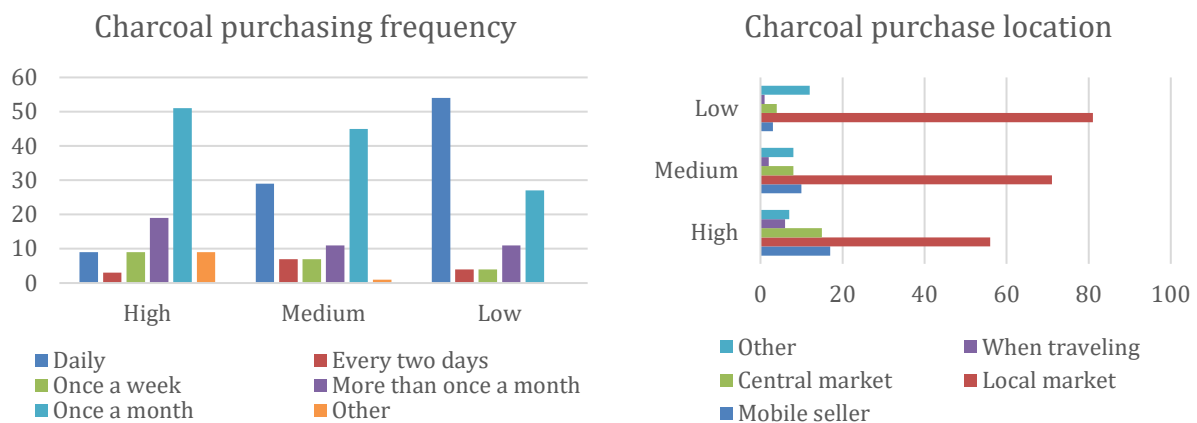 Charcoal purchasing frequency
60
50
40
30
20
10
0
High Medium Low
Daily Every two days
Once a week More than once a month
Once a month Other
Charcoal purchase location
Low
Medium
High
0 20 40 60 80 100
Other When traveling
Central market Local market
Mobile seller